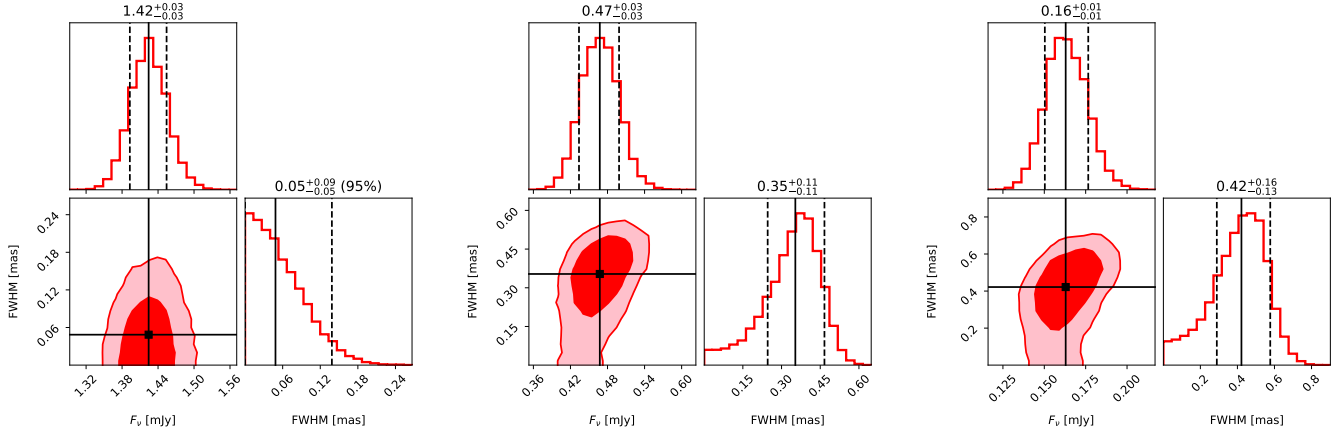 1.42^{+0.03}_{-0.03}
0.05^{+0.09}_{-0.05} (95%)
FWHM [mas]
0.24
0.18
0.12
0.06
1.32 1.38 1.44 1.50 1.56
0.06 0.12 0.18 0.24
F_ν [mJy]
FWHM [mas]
0.47^{+0.03}_{-0.03}
0.35^{+0.11}_{-0.11}
FWHM [mas]
0.60
0.45
0.30
0.15
0.36 0.42 0.48 0.54 0.60
0.15 0.30 0.45 0.60
F_ν [mJy]
FWHM [mas]
0.16^{+0.01}_{-0.01}
0.42^{+0.16}_{-0.13}
FWHM [mas]
0.8
0.6
0.4
0.2
0.125 0.150 0.175 0.200
0.2 0.4 0.6 0.8
F_ν [mJy]
FWHM [mas]